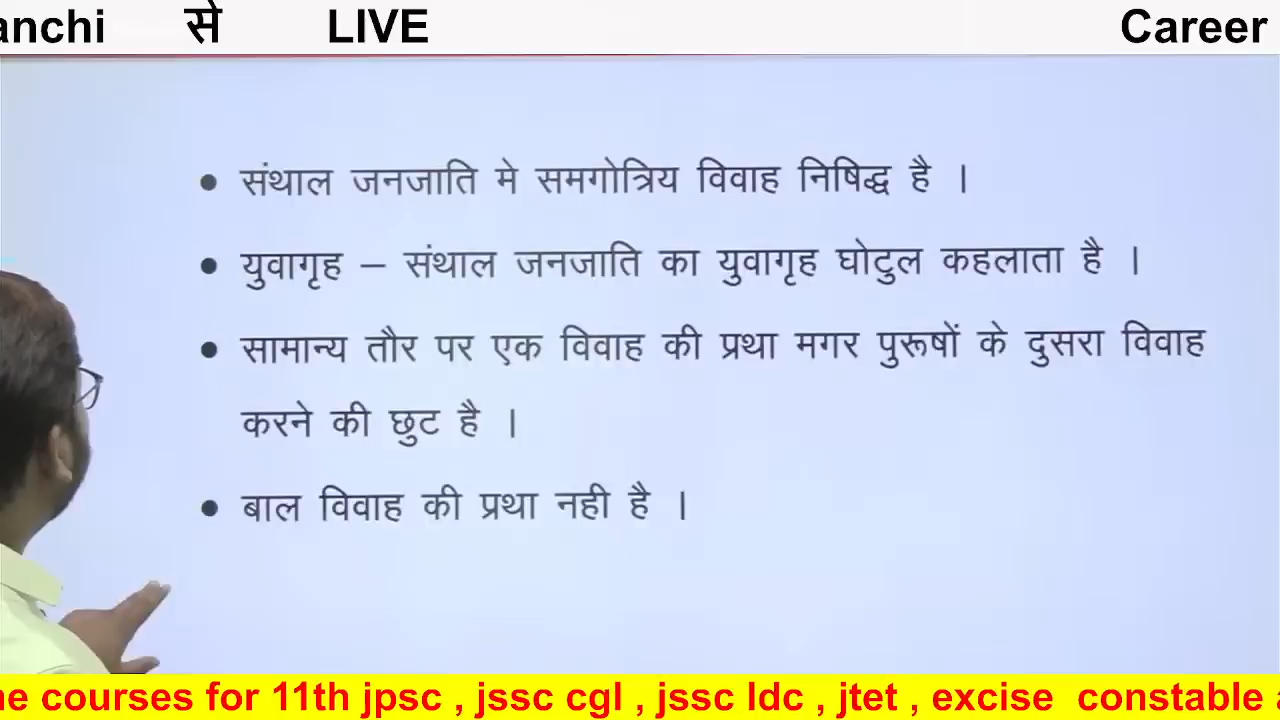 anchi से LIVE Career
• संथाल जनजाति मे समगोत्रिय विवाह निषिद्ध है ।
• युवागृह – संथाल जनजाति का युवागृह घोटुल कहलाता है ।
• सामान्य तौर पर एक विवाह की प्रथा मगर पुरूषों के दुसरा विवाह
करने की छुट है ।
• बाल विवाह की प्रथा नही है ।
ne courses for 11th jpsc , jssc cgl , jssc ldc , jtet , excise constable a